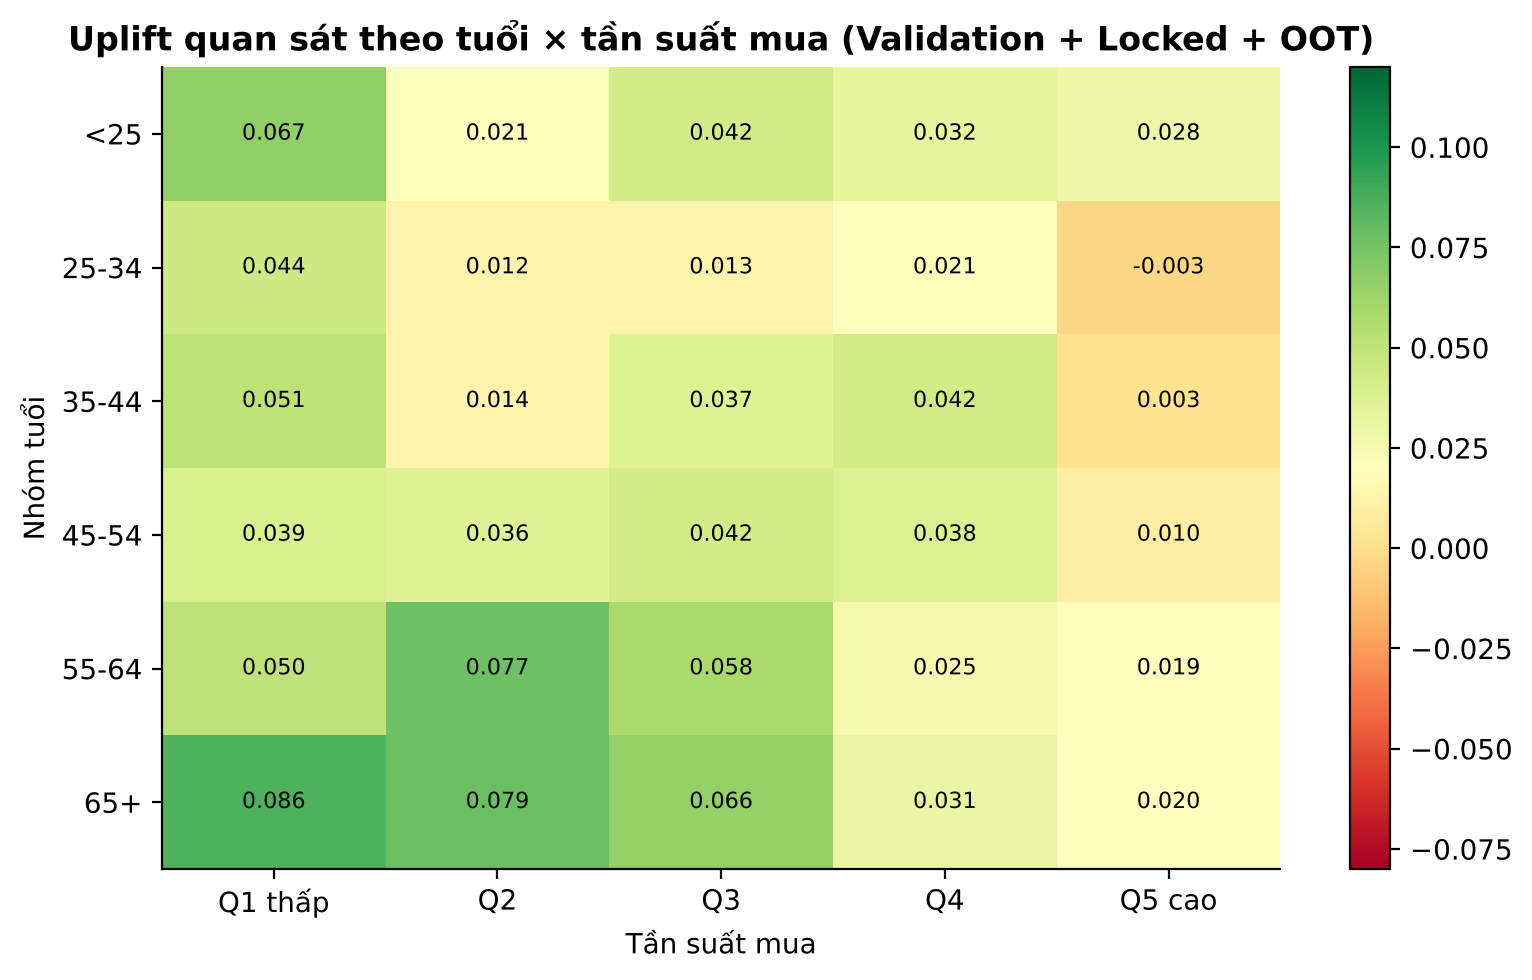 Uplift quan sát theo tuổi × tần suất mua (Validation + Locked + OOT)
Nhóm tuổi
<25 0.067 0.021 0.042 0.032 0.028
25-34 0.044 0.012 0.013 0.021 -0.003
35-44 0.051 0.014 0.037 0.042 0.003
45-54 0.039 0.036 0.042 0.038 0.010
55-64 0.050 0.077 0.058 0.025 0.019
65+ 0.086 0.079 0.066 0.031 0.020
Q1 thấp Q2 Q3 Q4 Q5 cao
Tần suất mua
0.100
0.075
0.050
0.025
0.000
−0.025
−0.050
−0.075